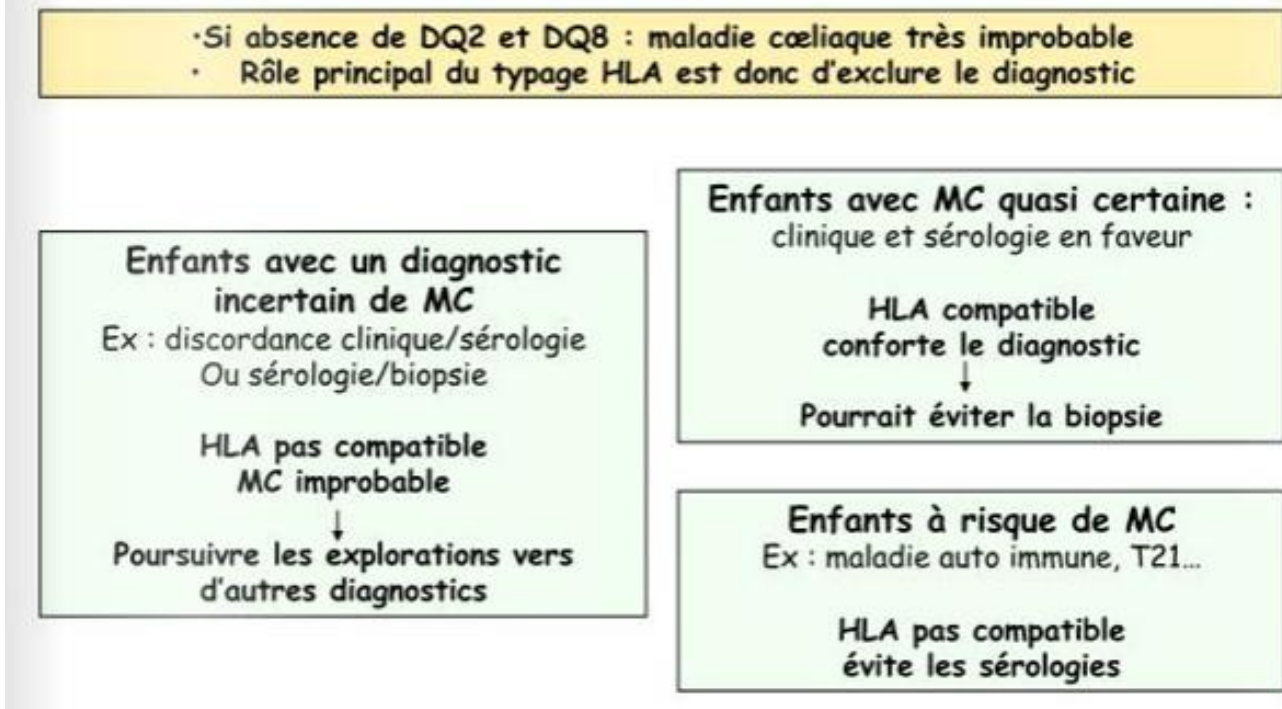 ·Si absence de DQ2 et DQ8 : maladie cœliaque très improbable
· Rôle principal du typage HLA est donc d'exclure le diagnostic
Enfants avec un diagnostic
incertain de MC
Ex : discordance clinique/sérologie
Ou sérologie/biopsie
HLA pas compatible
MC improbable
↓
Poursuivre les explorations vers
d'autres diagnostics
Enfants avec MC quasi certaine :
clinique et sérologie en faveur
HLA compatible
conforte le diagnostic
↓
Pourrait éviter la biopsie
Enfants à risque de MC
Ex : maladie auto immune, T21...
HLA pas compatible
évite les sérologies